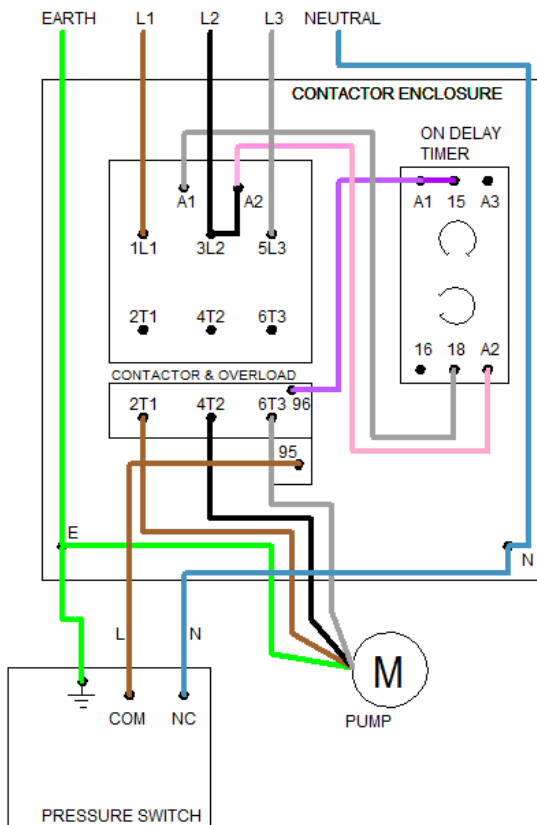 EARTH L1 L2 L3 NEUTRAL
CONTACTOR ENCLOSURE
ON DELAY
TIMER
A1 A2
A1 15 A3
1L1 3L2 5L3
2T1 4T2 6T3
16 18 A2
CONTACTOR & OVERLOAD
2T1 4T2 6T3 96
95
E
N
L N
M
COM NC
PUMP
PRESSURE SWITCH